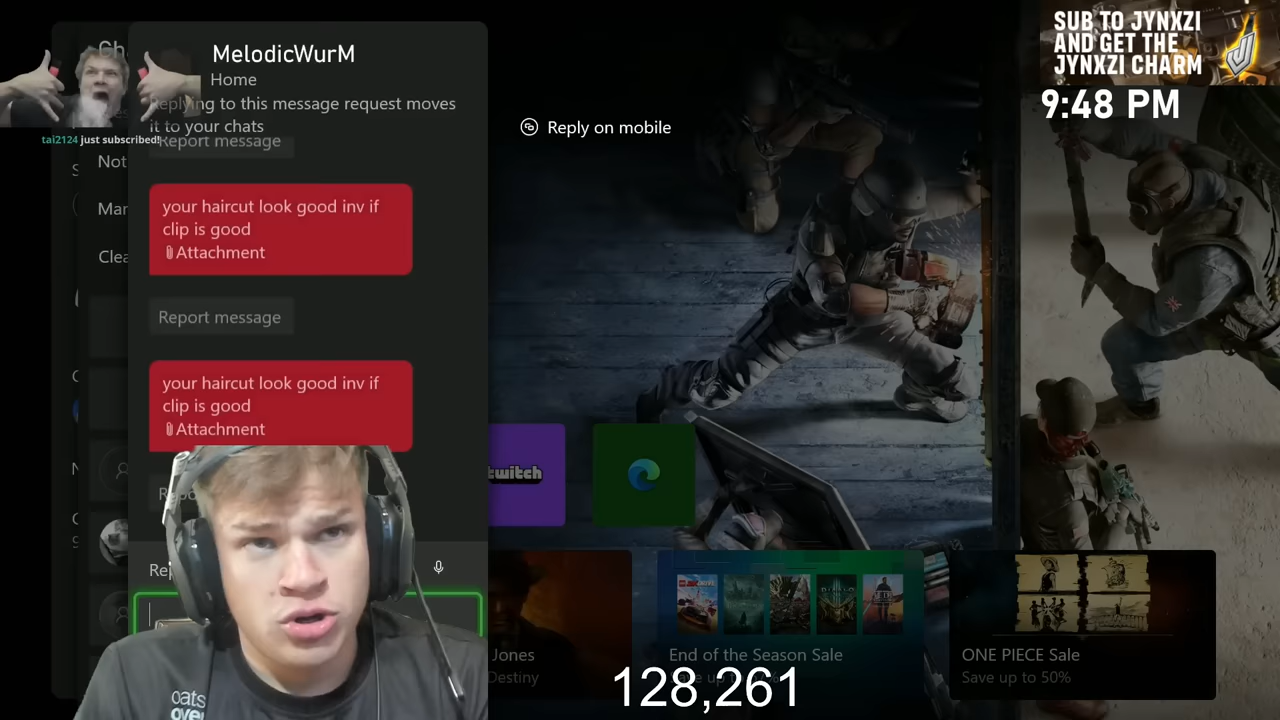 SUB TO JYNXZI
AND GET THE
JYNXZI CHARM
9:48 PM
MelodicWurM
Home
Replying to this message request moves
it to your chats
Report message
tai2124 just subscribed!
Reply on mobile
your haircut look good inv if
clip is good
Attachment
Report message
your haircut look good inv if
clip is good
Attachment
twitch
Jones
Destiny
End of the Season Sale
ONE PIECE Sale
Save up to 50%
128,261
oats
over